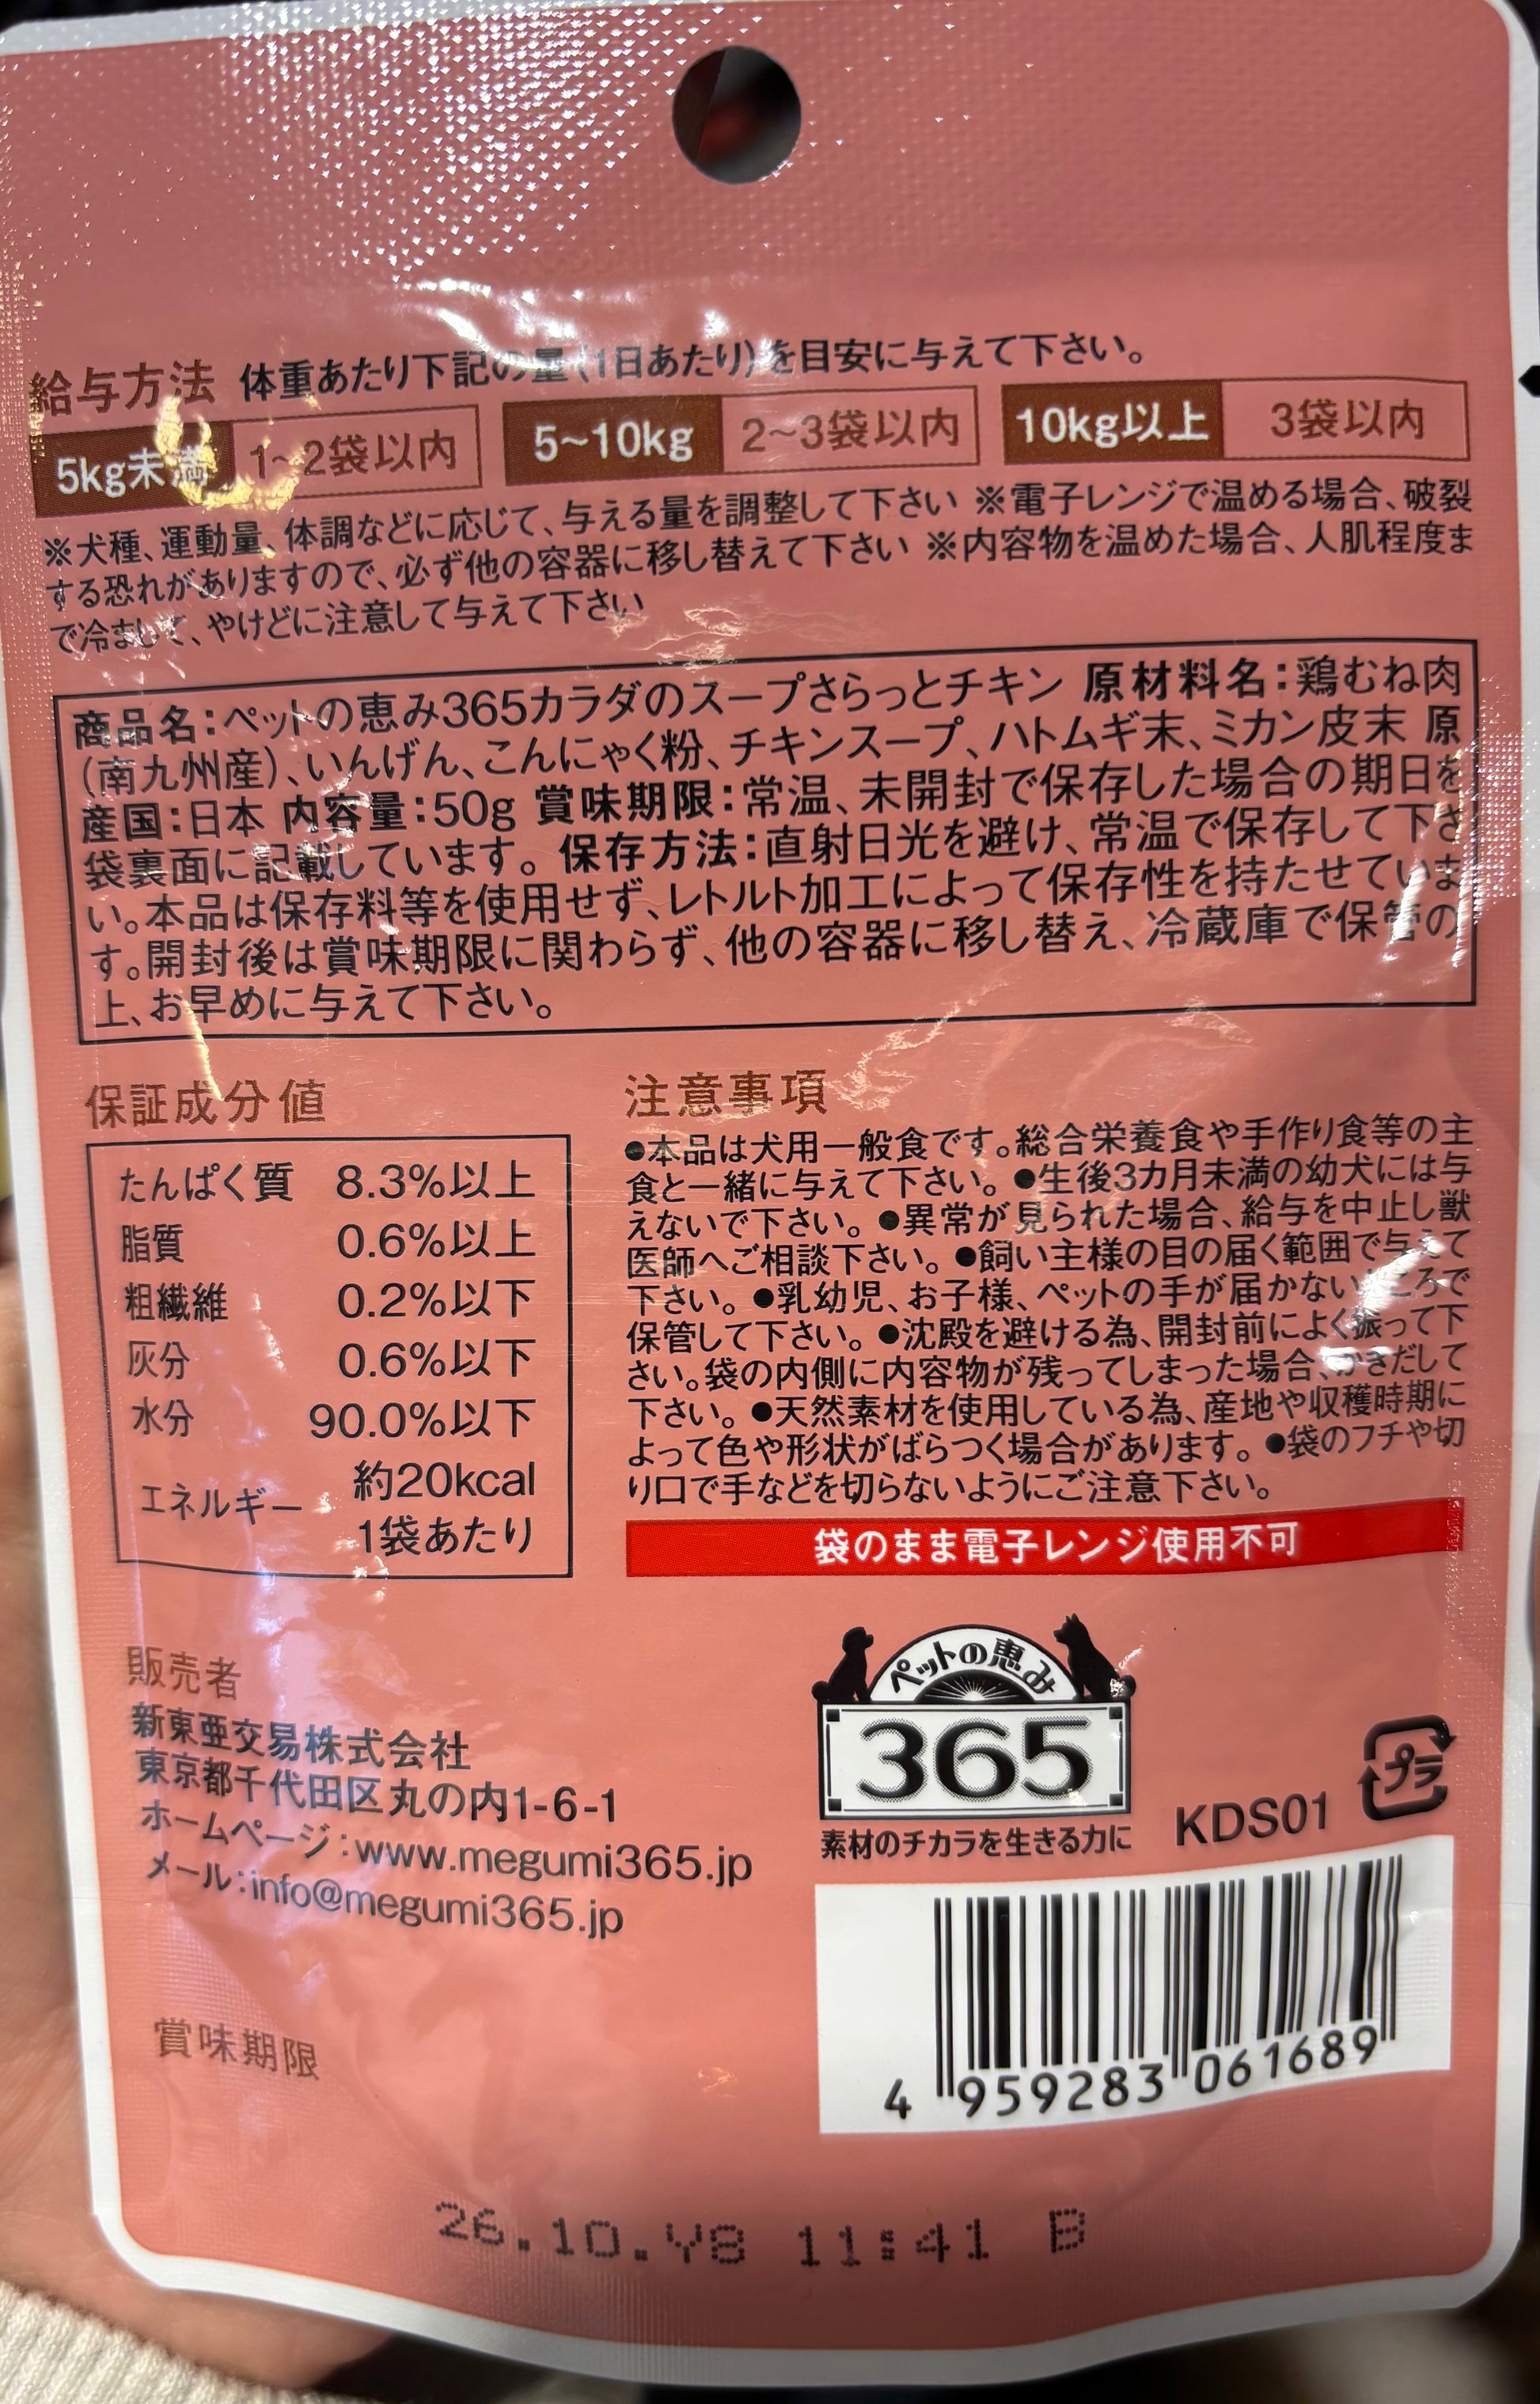 給与方法 体重あたり下記の量(1日あたり)を目安に与えて下さい。
5kg未満 1~2袋以内 5~10kg 2~3袋以内 10kg以上 3袋以内
※犬種、運動量、体調などに応じて、与える量を調整して下さい ※電子レンジで温める場合、破裂
する恐れがありますので、必ず他の容器に移し替えて下さい ※内容物を温めた場合、人肌程度ま
で冷まして、やけどに注意して与えて下さい
商品名:ペットの恵み365カラダのスープさらっとチキン 原材料名:鶏むね肉
(南九州産)、いんげん、こんにゃく粉、チキンスープ、ハトムギ末、ミカン皮末 原
産国:日本 内容量:50g 賞味期限:常温、未開封で保存した場合の期日を
袋裏面に記載しています。 保存方法:直射日光を避け、常温で保存して下さ
い。本品は保存料等を使用せず、レトルト加工によって保存性を持たせていま
す。開封後は賞味期限に関わらず、他の容器に移し替え、冷蔵庫で保管の
上、お早めに与えて下さい。
保証成分値
たんぱく質 8.3%以上
脂質 0.6%以上
粗繊維 0.2%以下
灰分 0.6%以下
水分 90.0%以下
エネルギー 約20kcal
1袋あたり
注意事項
●本品は犬用一般食です。総合栄養食や手作り食等の主
食と一緒に与えて下さい。●生後3カ月未満の幼犬には与
えないで下さい。●異常が見られた場合、給与を中止し獣
医師へご相談下さい。●飼い主様の目の届く範囲で与えて
下さい。●乳幼児、お子様、ペットの手が届かないところで
保管して下さい。●沈殿を避ける為、開封前によく振って下
さい。袋の内側に内容物が残ってしまった場合、かきだして
下さい。●天然素材を使用している為、産地や収穫時期に
よって色や形状がばらつく場合があります。●袋のフチや切
り口で手などを切らないようにご注意下さい。
袋のまま電子レンジ使用不可
販売者
新東亜交易株式会社
東京都千代田区丸の内1-6-1
ホームページ:www.megumi365.jp
メール:info@megumi365.jp
ペットの恵み
365
素材のチカラを生きる力に
KDS01
プラ
4 959283 061689
賞味期限
26.10.Y8 11:41 B